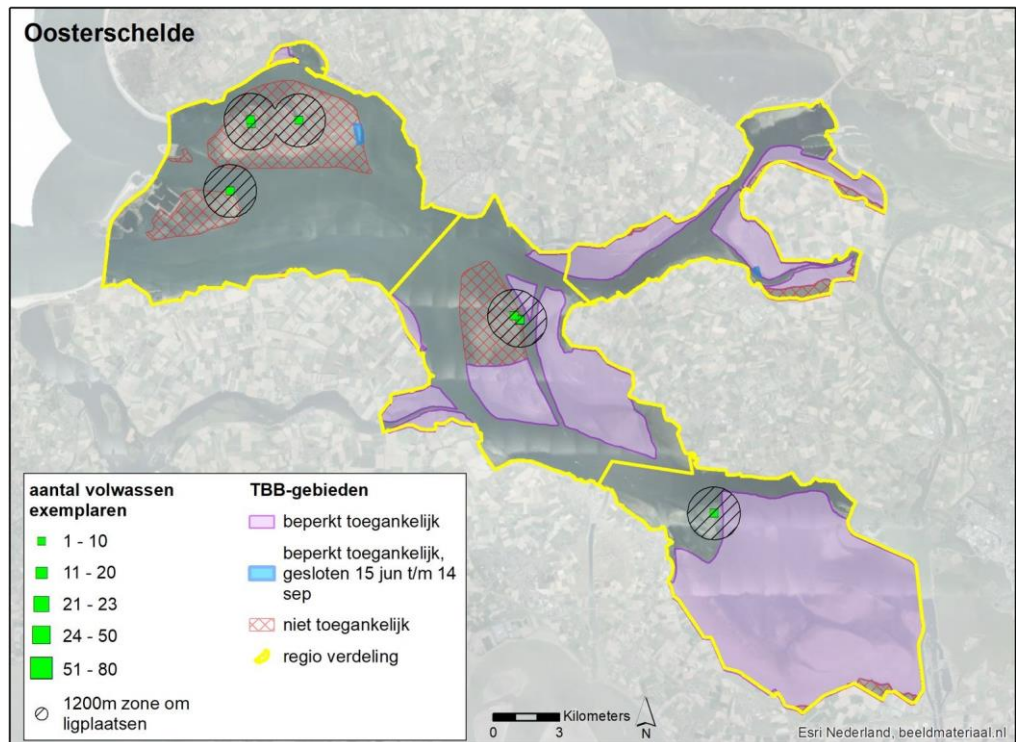 Oosterschelde
aantal volwassen
exemplaren
1 - 10
11 - 20
21 - 23
24 - 50
51 - 80
1200m zone om
ligplaatsen
TBB-gebieden
beperkt toegankelijk
beperkt toegankelijk,
gesloten 15 jun t/m 14
sep
niet toegankelijk
regio verdeling
Kilometers
0 3
N
Esri Nederland, beeldmateriaal.nl